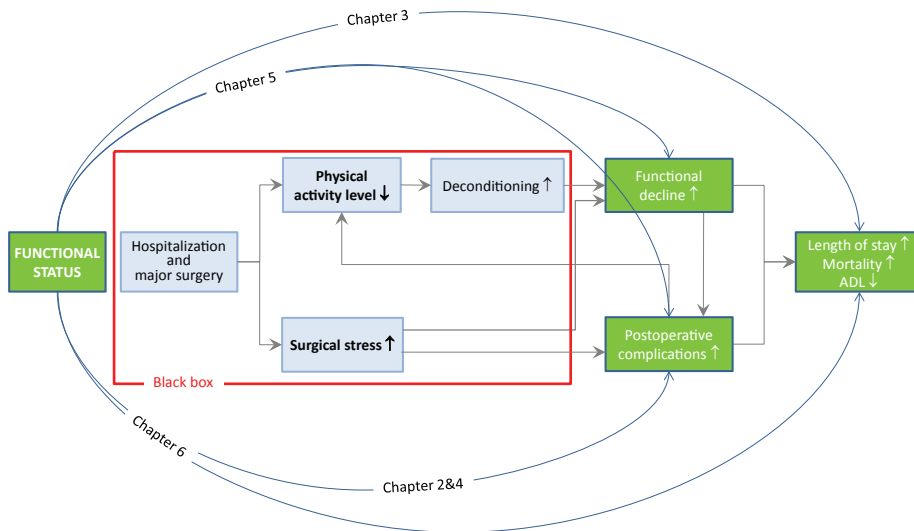 Chapter 3
Chapter 5
Physical
activity level ↓
Deconditioning ↑
Functional
decline ↑
FUNCTIONAL
STATUS
Hospitalization
and
major surgery
Length of stay ↑
Mortality ↑
ADL ↓
Surgical stress ↑
Postoperative
complications ↑
Black box
Chapter 6
Chapter 2&4